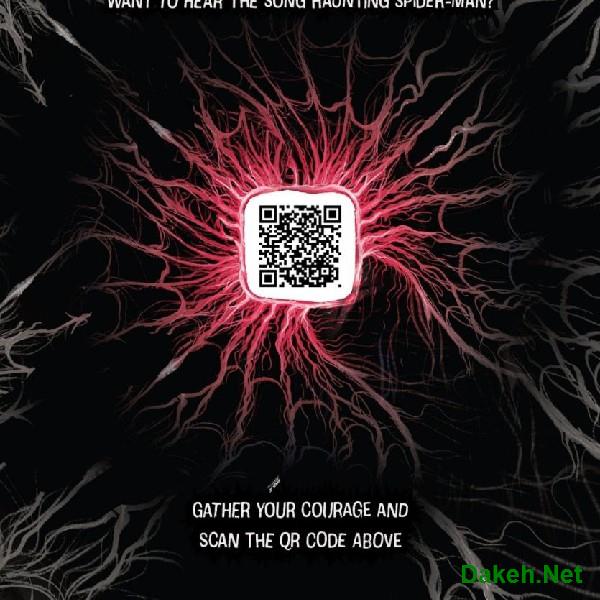 WANT TO HEAR THE SONG HAUNTING SPIDER-MAN?
GATHER YOUR COURAGE AND
SCAN THE QR CODE ABOVE
Dakeh.Net